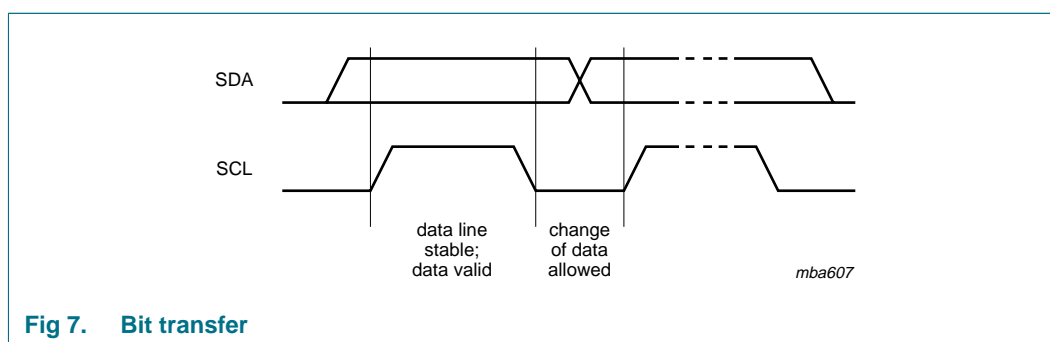 SDA
SCL
data line
stable;
data valid
change
of data
allowed
mba607
Fig 7. Bit transfer